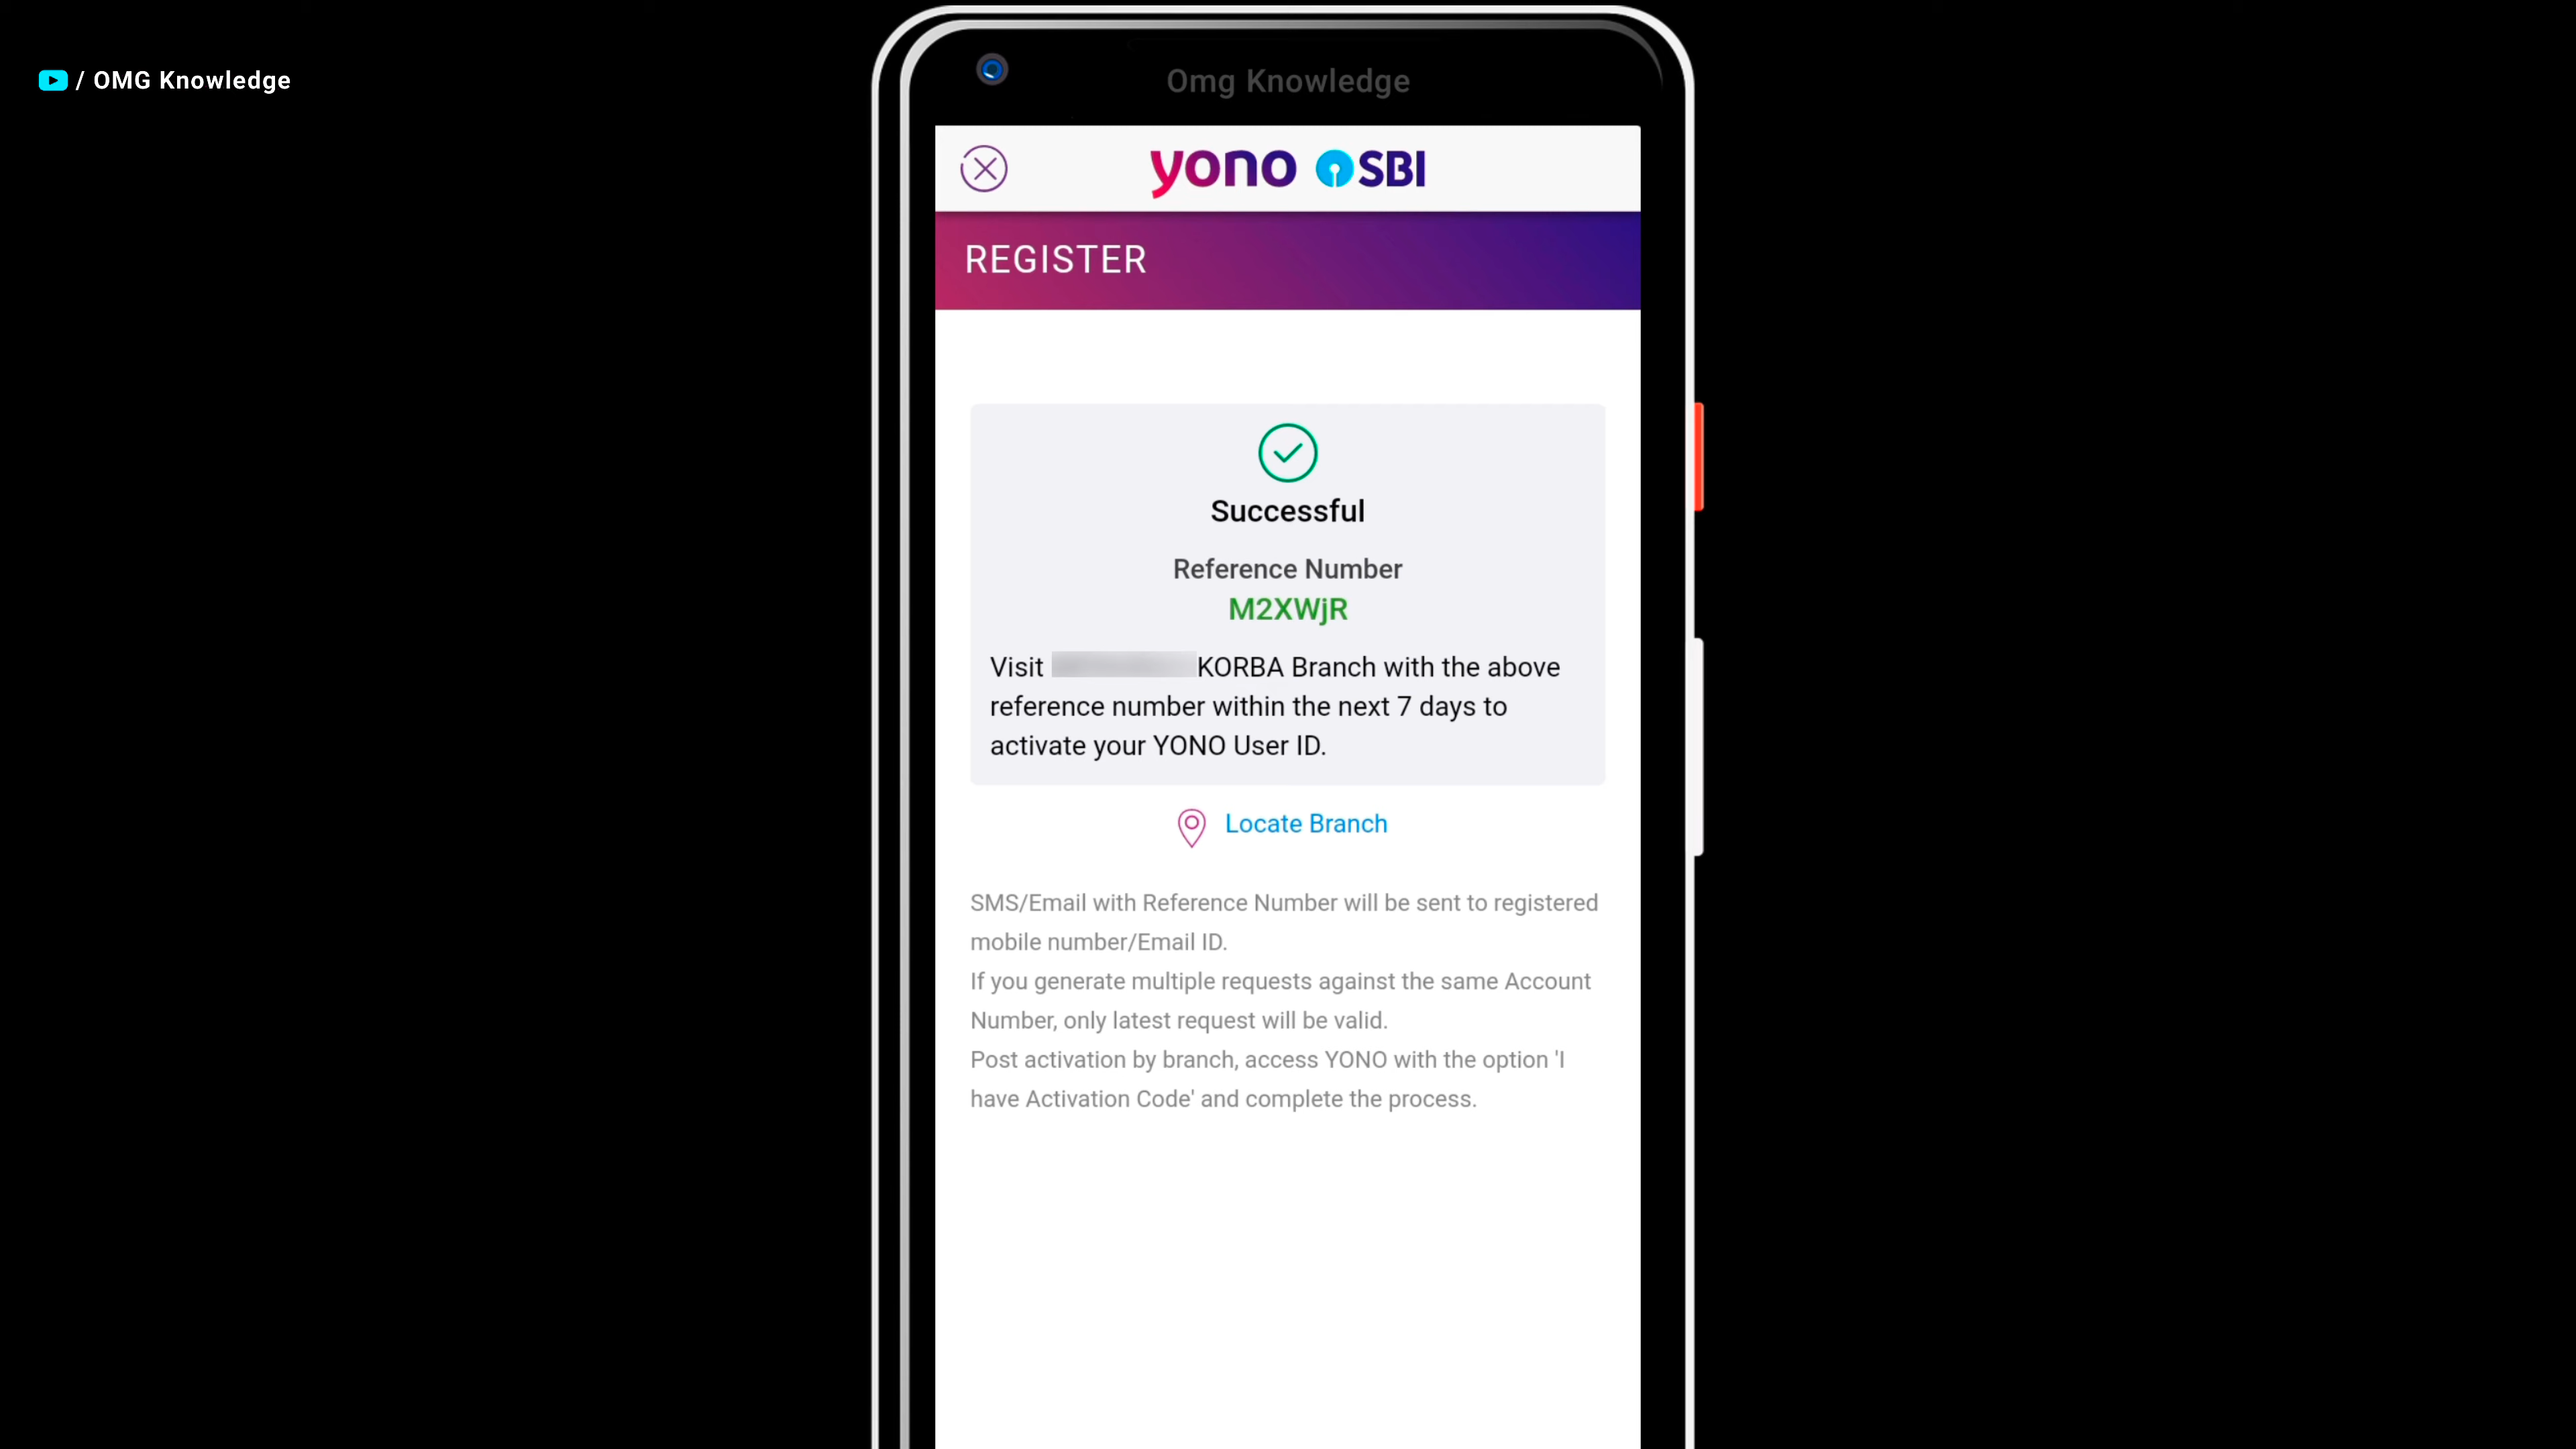 / OMG Knowledge
Omg Knowledge
yono SBI
REGISTER
Successful
Reference Number
M2XWjR
Visit KORBA Branch with the above
reference number within the next 7 days to
activate your YONO User ID.
Locate Branch
SMS/Email with Reference Number will be sent to registered
mobile number/Email ID.
If you generate multiple requests against the same Account
Number, only latest request will be valid.
Post activation by branch, access YONO with the option 'I
have Activation Code' and complete the process.